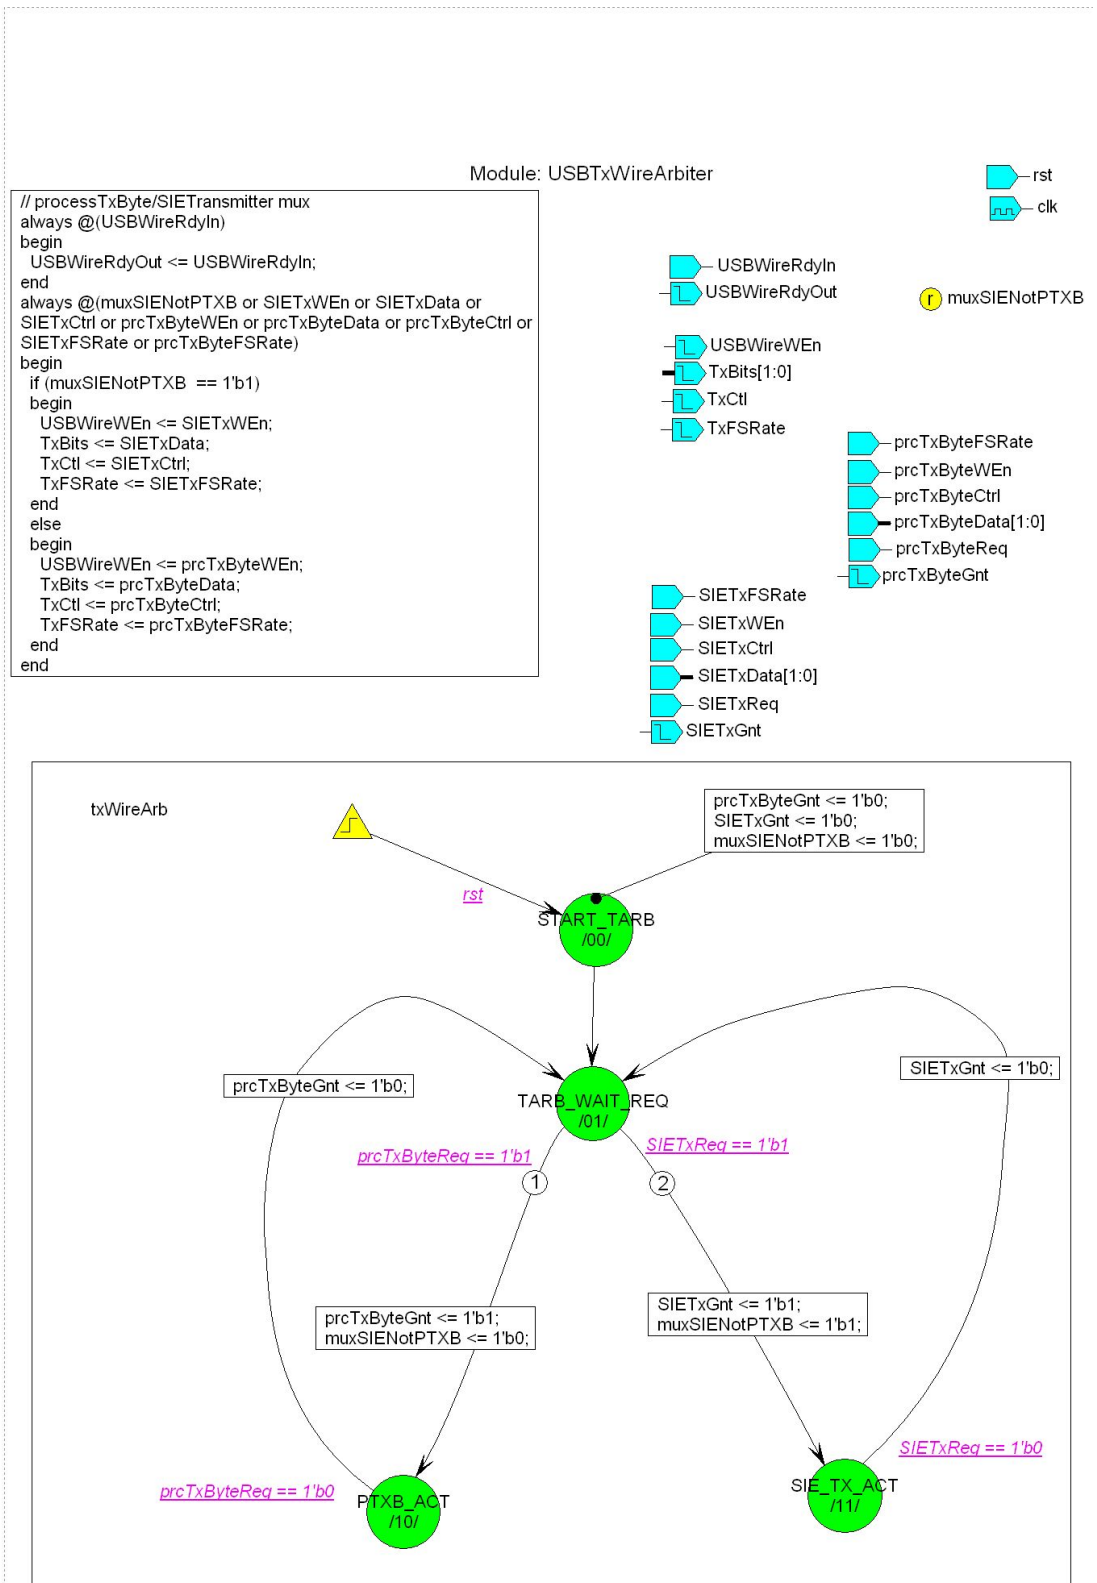 Module: USBTxWireArbiter
rst
clk
// processTxByte/SIETransmitter mux
always @(USBWireRdyIn)
begin
USBWireRdyOut <= USBWireRdyIn;
end
always @(muxSIENotPTXB or SIETxWEn or SIETxData or
SIETxCtrl or prcTxByteWEn or prcTxByteData or prcTxByteCtrl or
SIETxFSRate or prcTxByteFSRate)
begin
if (muxSIENotPTXB  == 1'b1)
begin
USBWireWEn <= SIETxWEn;
TxBits <= SIETxData;
TxCtl <= SIETxCtrl;
TxFSRate <= SIETxFSRate;
end
else
begin
USBWireWEn <= prcTxByteWEn;
TxBits <= prcTxByteData;
TxCtl <= prcTxByteCtrl;
TxFSRate <= prcTxByteFSRate;
end
end
USBWireRdyIn
USBWireRdyOut
r muxSIENotPTXB
USBWireWEn
TxBits[1:0]
TxCtl
TxFSRate
prcTxByteFSRate
prcTxByteWEn
prcTxByteCtrl
prcTxByteData[1:0]
prcTxByteReq
prcTxByteGnt
SIETxFSRate
SIETxWEn
SIETxCtrl
SIETxData[1:0]
SIETxReq
SIETxGnt
txWireArb
prcTxByteGnt <= 1'b0;
SIETxGnt <= 1'b0;
muxSIENotPTXB <= 1'b0;
rst
START_TARB
/00/
prcTxByteGnt <= 1'b0;
SIETxGnt <= 1'b0;
TARB_WAIT_REQ
/01/
prcTxByteReq == 1'b1
SIETxReq == 1'b1
1
2
prcTxByteGnt <= 1'b1;
muxSIENotPTXB <= 1'b0;
SIETxGnt <= 1'b1;
muxSIENotPTXB <= 1'b1;
prcTxByteReq == 1'b0
SIETxReq == 1'b0
PTXB_ACT
/10/
SIE_TX_ACT
/11/